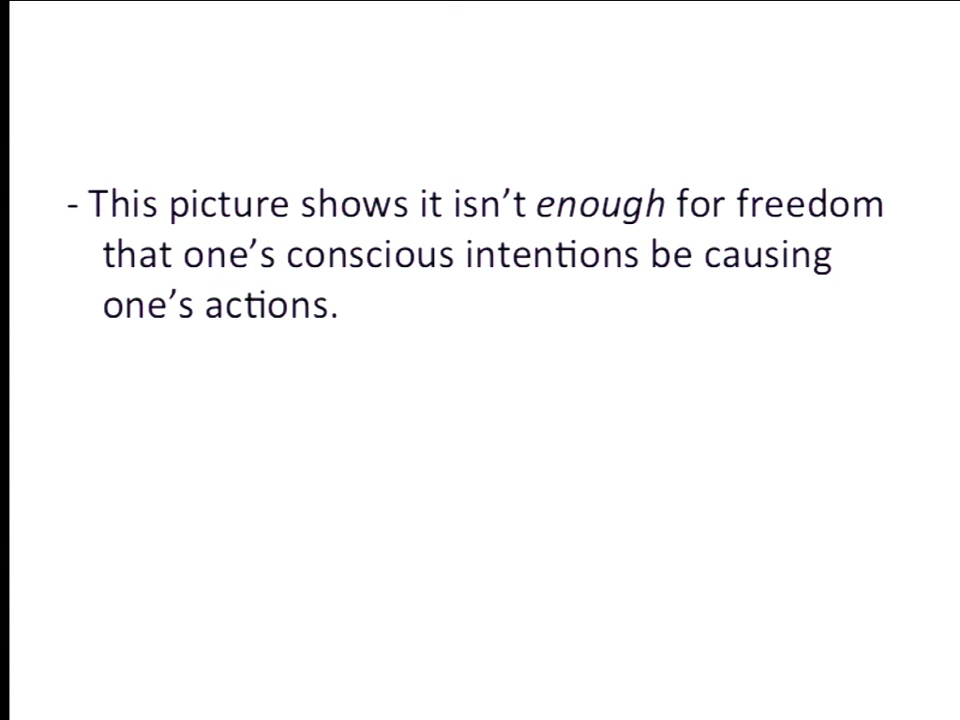 - This picture shows it isn’t enough for freedom
that one’s conscious intentions be causing
one’s actions.